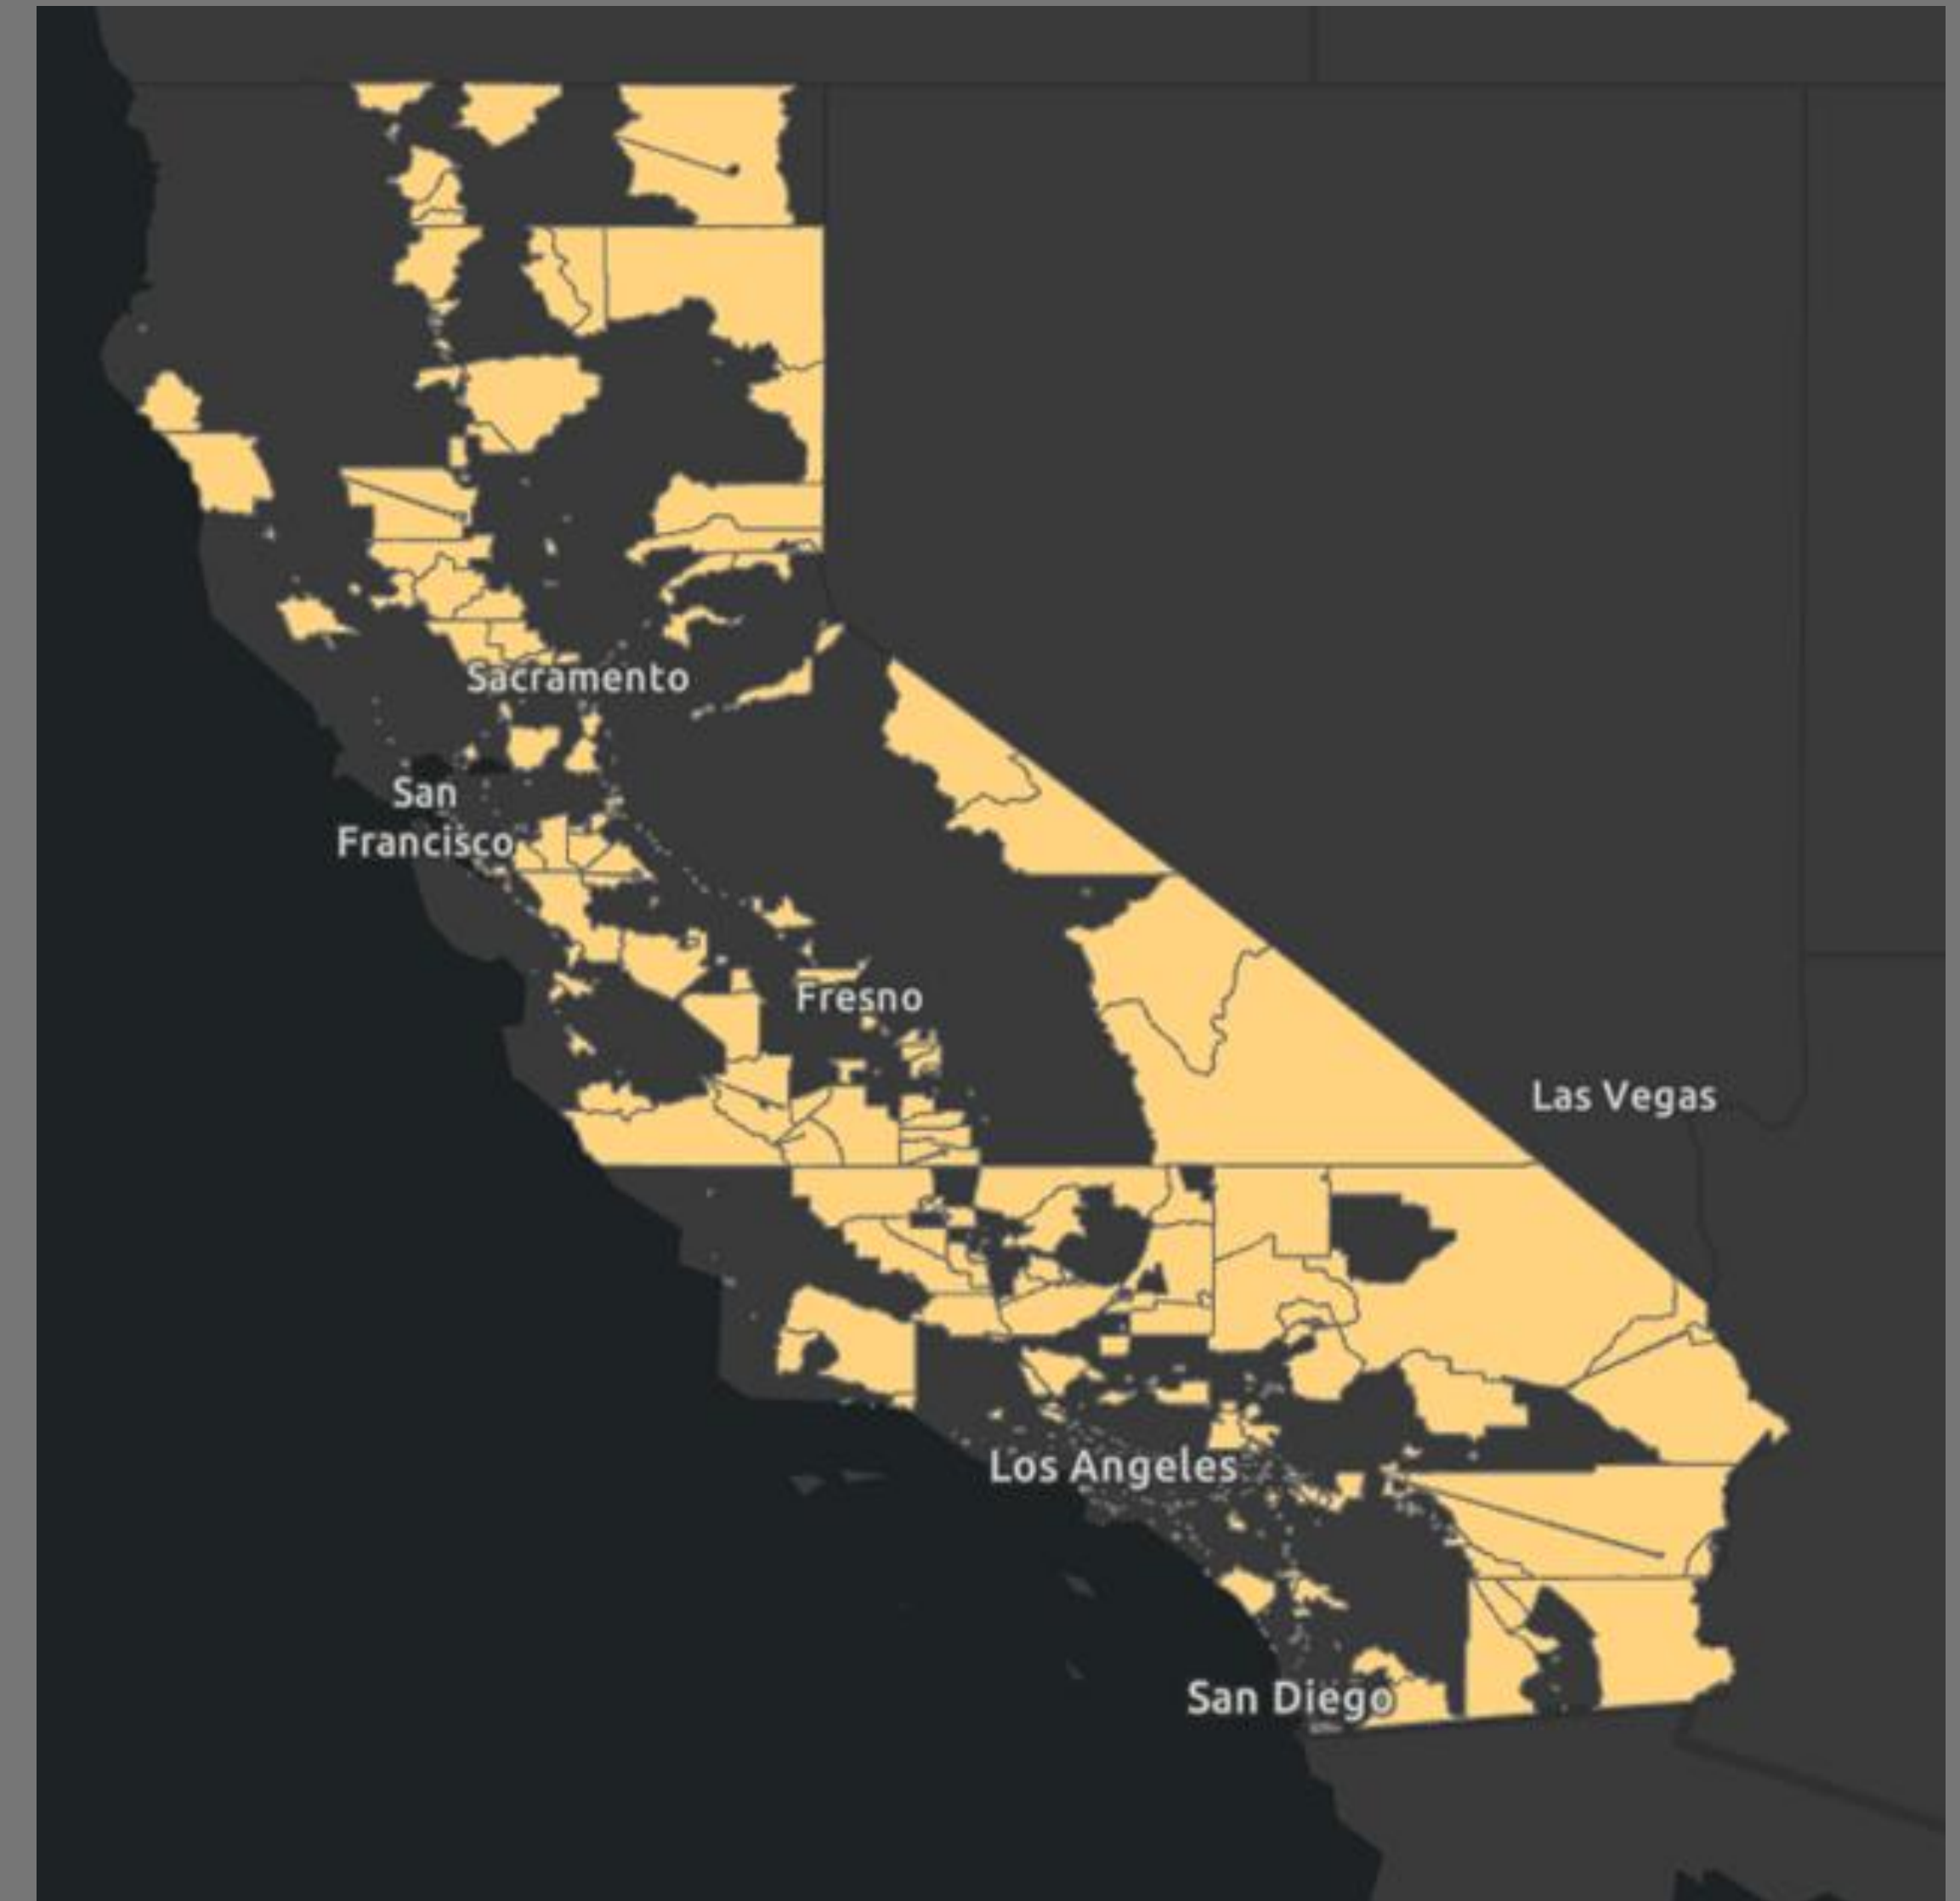 Sacramento
San
Francisco
Fresno
Las Vegas
Los Angeles
San Diego